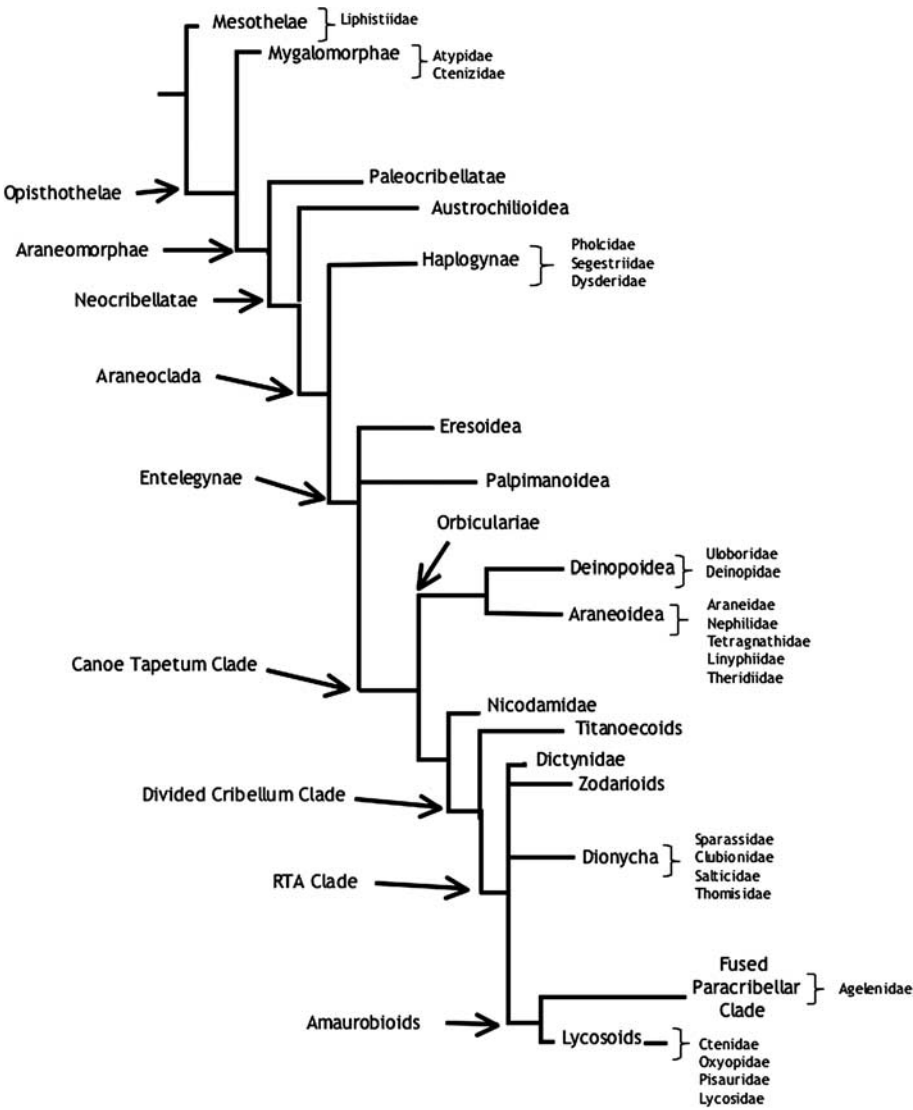 Mesothelae
Liphistiidae
Mygalomorphae
Atypidae
Ctenizidae
Opisthothelae
Paleocribellatae
Austrochilioidea
Araneomorphae
Haplogynae
Pholcidae
Segestriidae
Dysderidae
Neocribellatae
Araneoclada
Eresoidea
Entelegynae
Palpimanoidea
Orbiculariae
Deinopoidea
Uloboridae
Deinopidae
Araneoidea
Araneidae
Nephilidae
Tetragnathidae
Linyphiidae
Theridiidae
Canoe Tapetum Clade
Nicodamidae
Titanoecoids
Dictynidae
Zodarioids
Divided Cribellum Clade
Dionycha
Sparassidae
Clubionidae
Salticidae
Thomisidae
RTA Clade
Fused
Paracribellar
Clade
Agelenidae
Amaurobioids
Lycosoids
Ctenidae
Oxyopidae
Pisauridae
Lycosidae